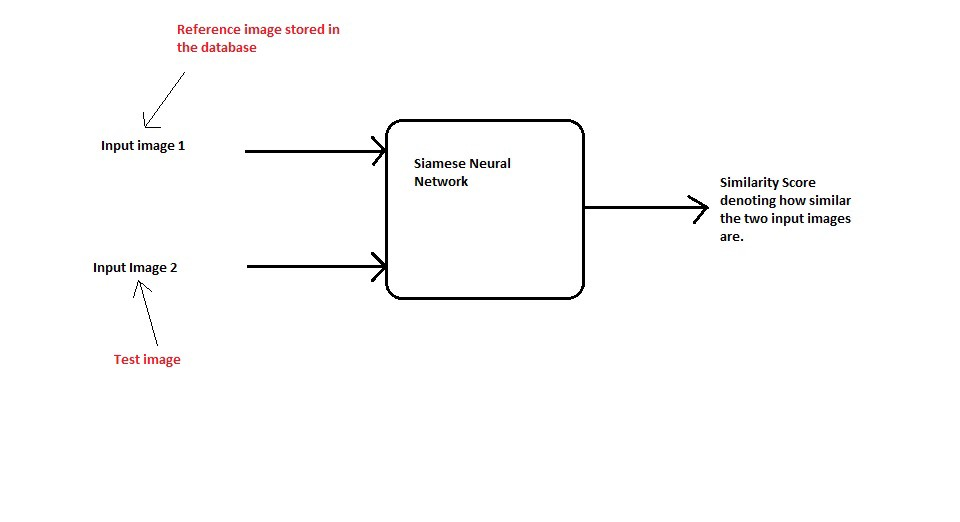 Reference image stored in
the database
Input image 1
Siamese Neural
Network
Similarity Score
denoting how similar
the two input images
are.
Input Image 2
Test image